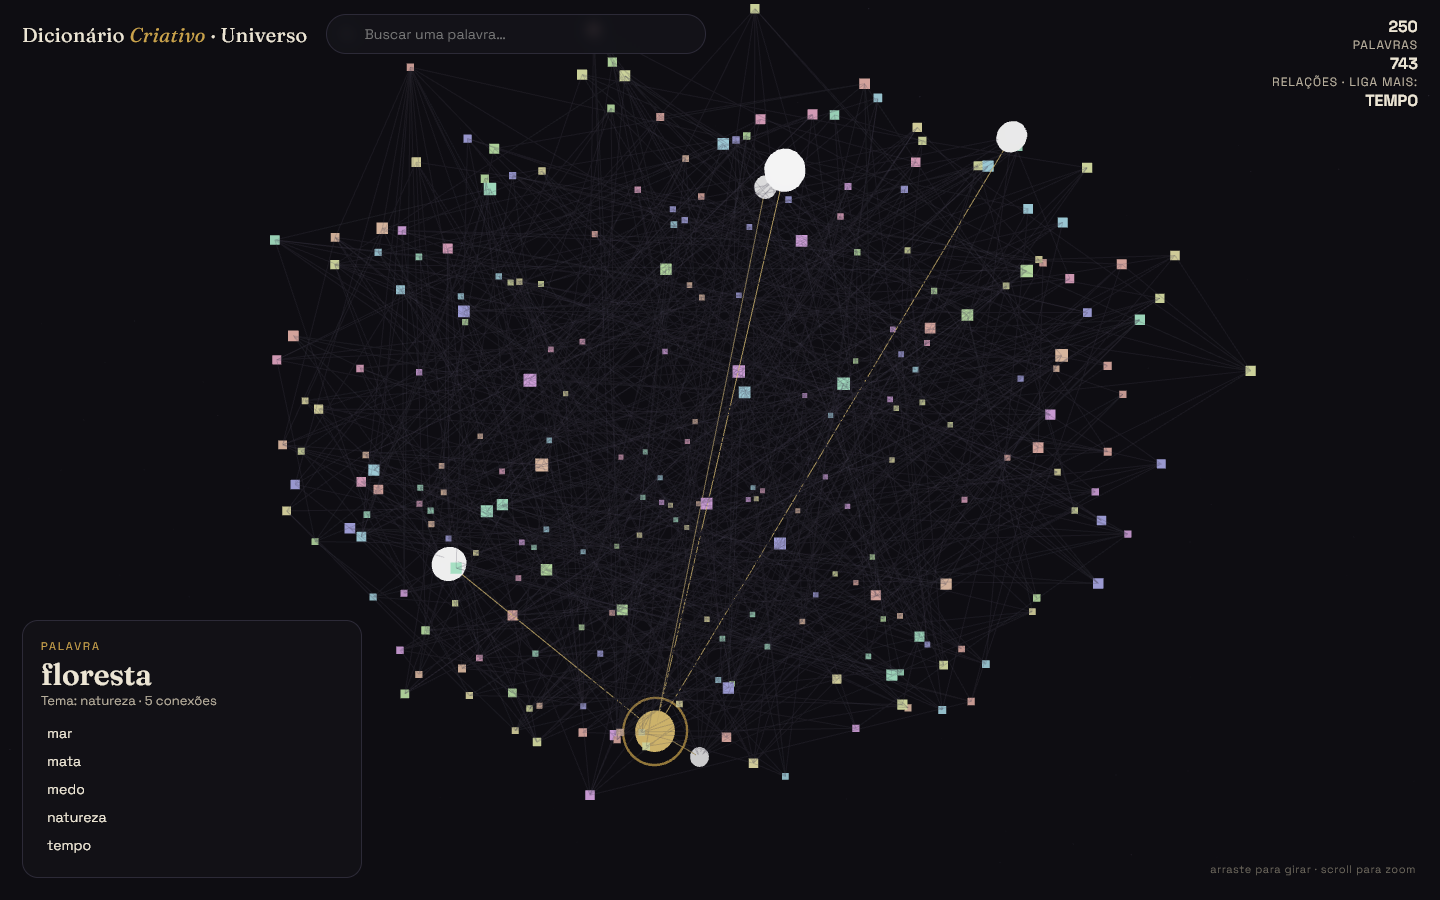 Dicionário Criativo · Universo
Buscar uma palavra...
250
PALAVRAS
743
RELAÇÕES · LIGA MAIS:
TEMPO
PALAVRA
floresta
Tema: natureza · 5 conexões
mar
mata
medo
natureza
tempo
arraste para girar · scroll para zoom